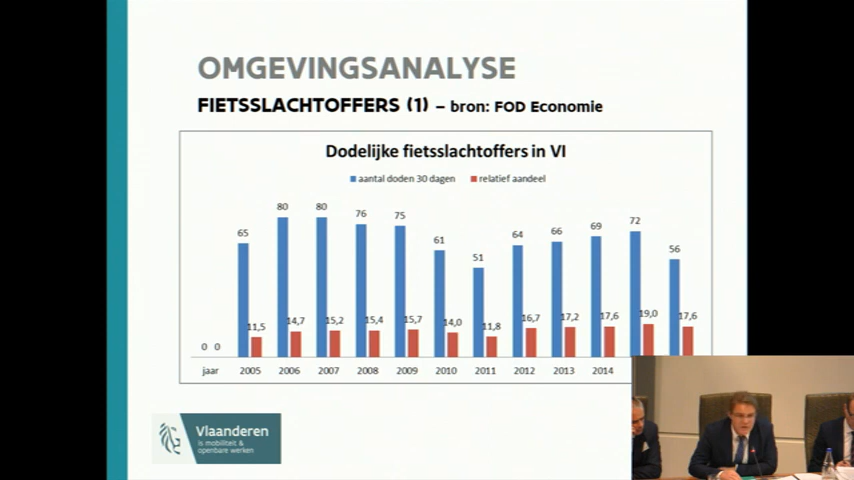 OMGEVINGSANALYSE
FIETSSLACHTOFFERS (1) – bron: FOD Economie
Dodelijke fietsslachtoffers in Vl
aantal doden 30 dagen relatief aandeel
65 80 80 76 75 61 51 64 66 69 72 56
0 0 11,5 14,7 15,2 15,4 15,7 14,0 11,8 16,7 17,2 17,6 19,0 17,6
jaar 2005 2006 2007 2008 2009 2010 2011 2012 2013 2014
Vlaanderen
is mobiliteit &
openbare werken